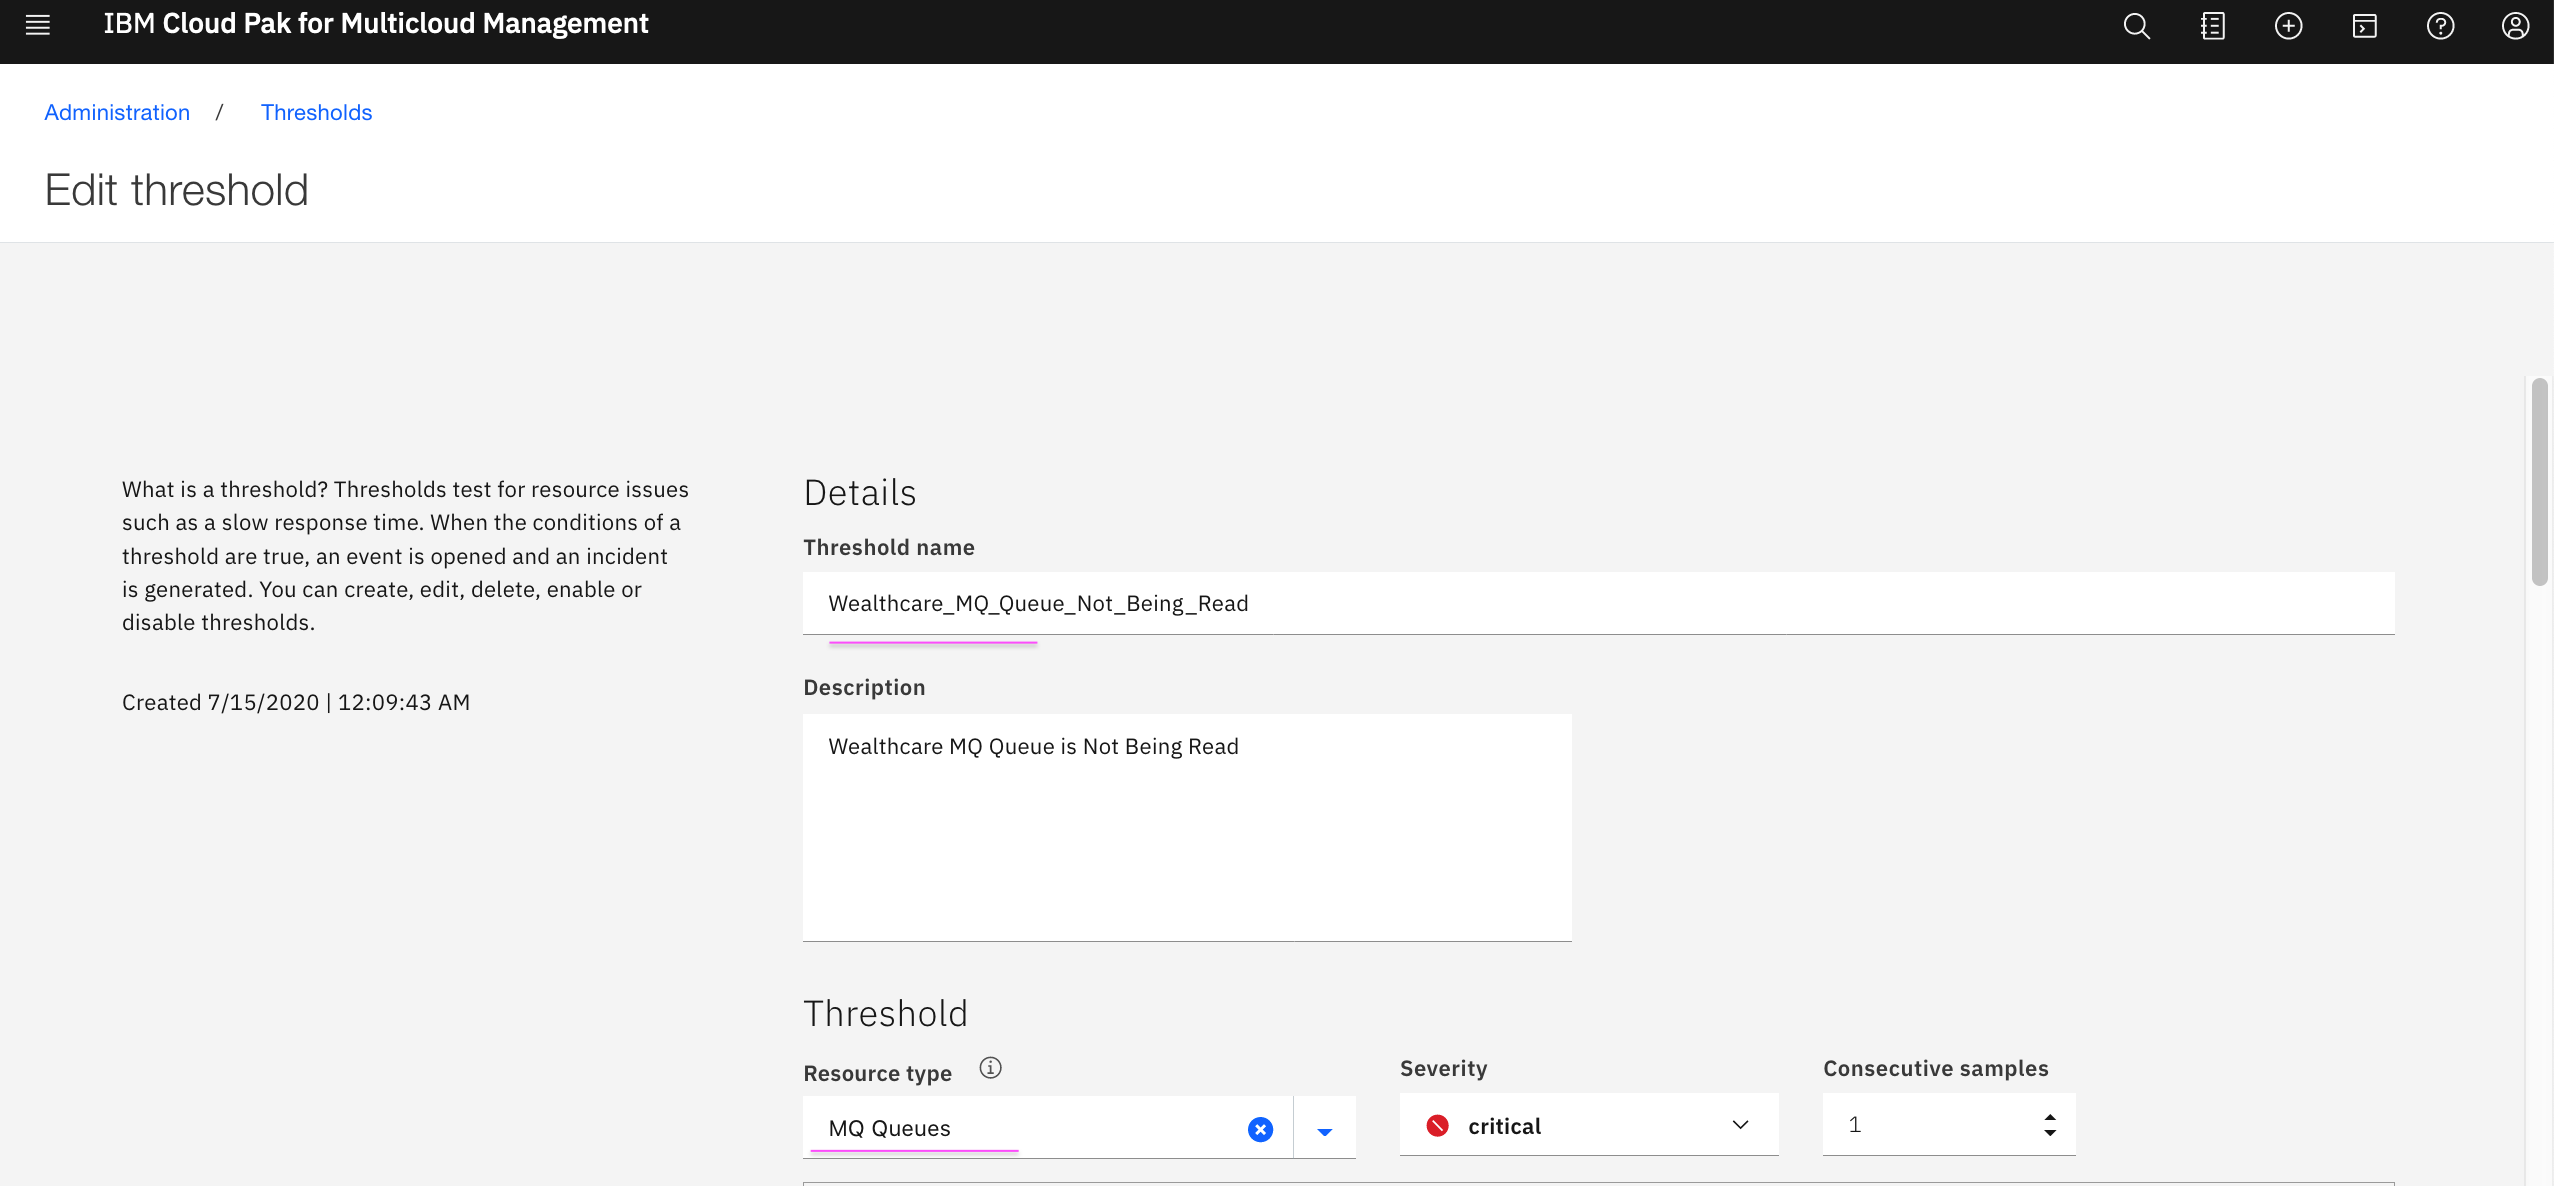 IBM Cloud Pak for Multicloud Management
Administration / Thresholds
Edit threshold
What is a threshold? Thresholds test for resource issues
such as a slow response time. When the conditions of a
threshold are true, an event is opened and an incident
is generated. You can create, edit, delete, enable or
disable thresholds.
Created 7/15/2020 | 12:09:43 AM
Details
Threshold name
Wealthcare_MQ_Queue_Not_Being_Read
Description
Wealthcare MQ Queue is Not Being Read
Threshold
Resource type
Severity
Consecutive samples
MQ Queues
critical
1